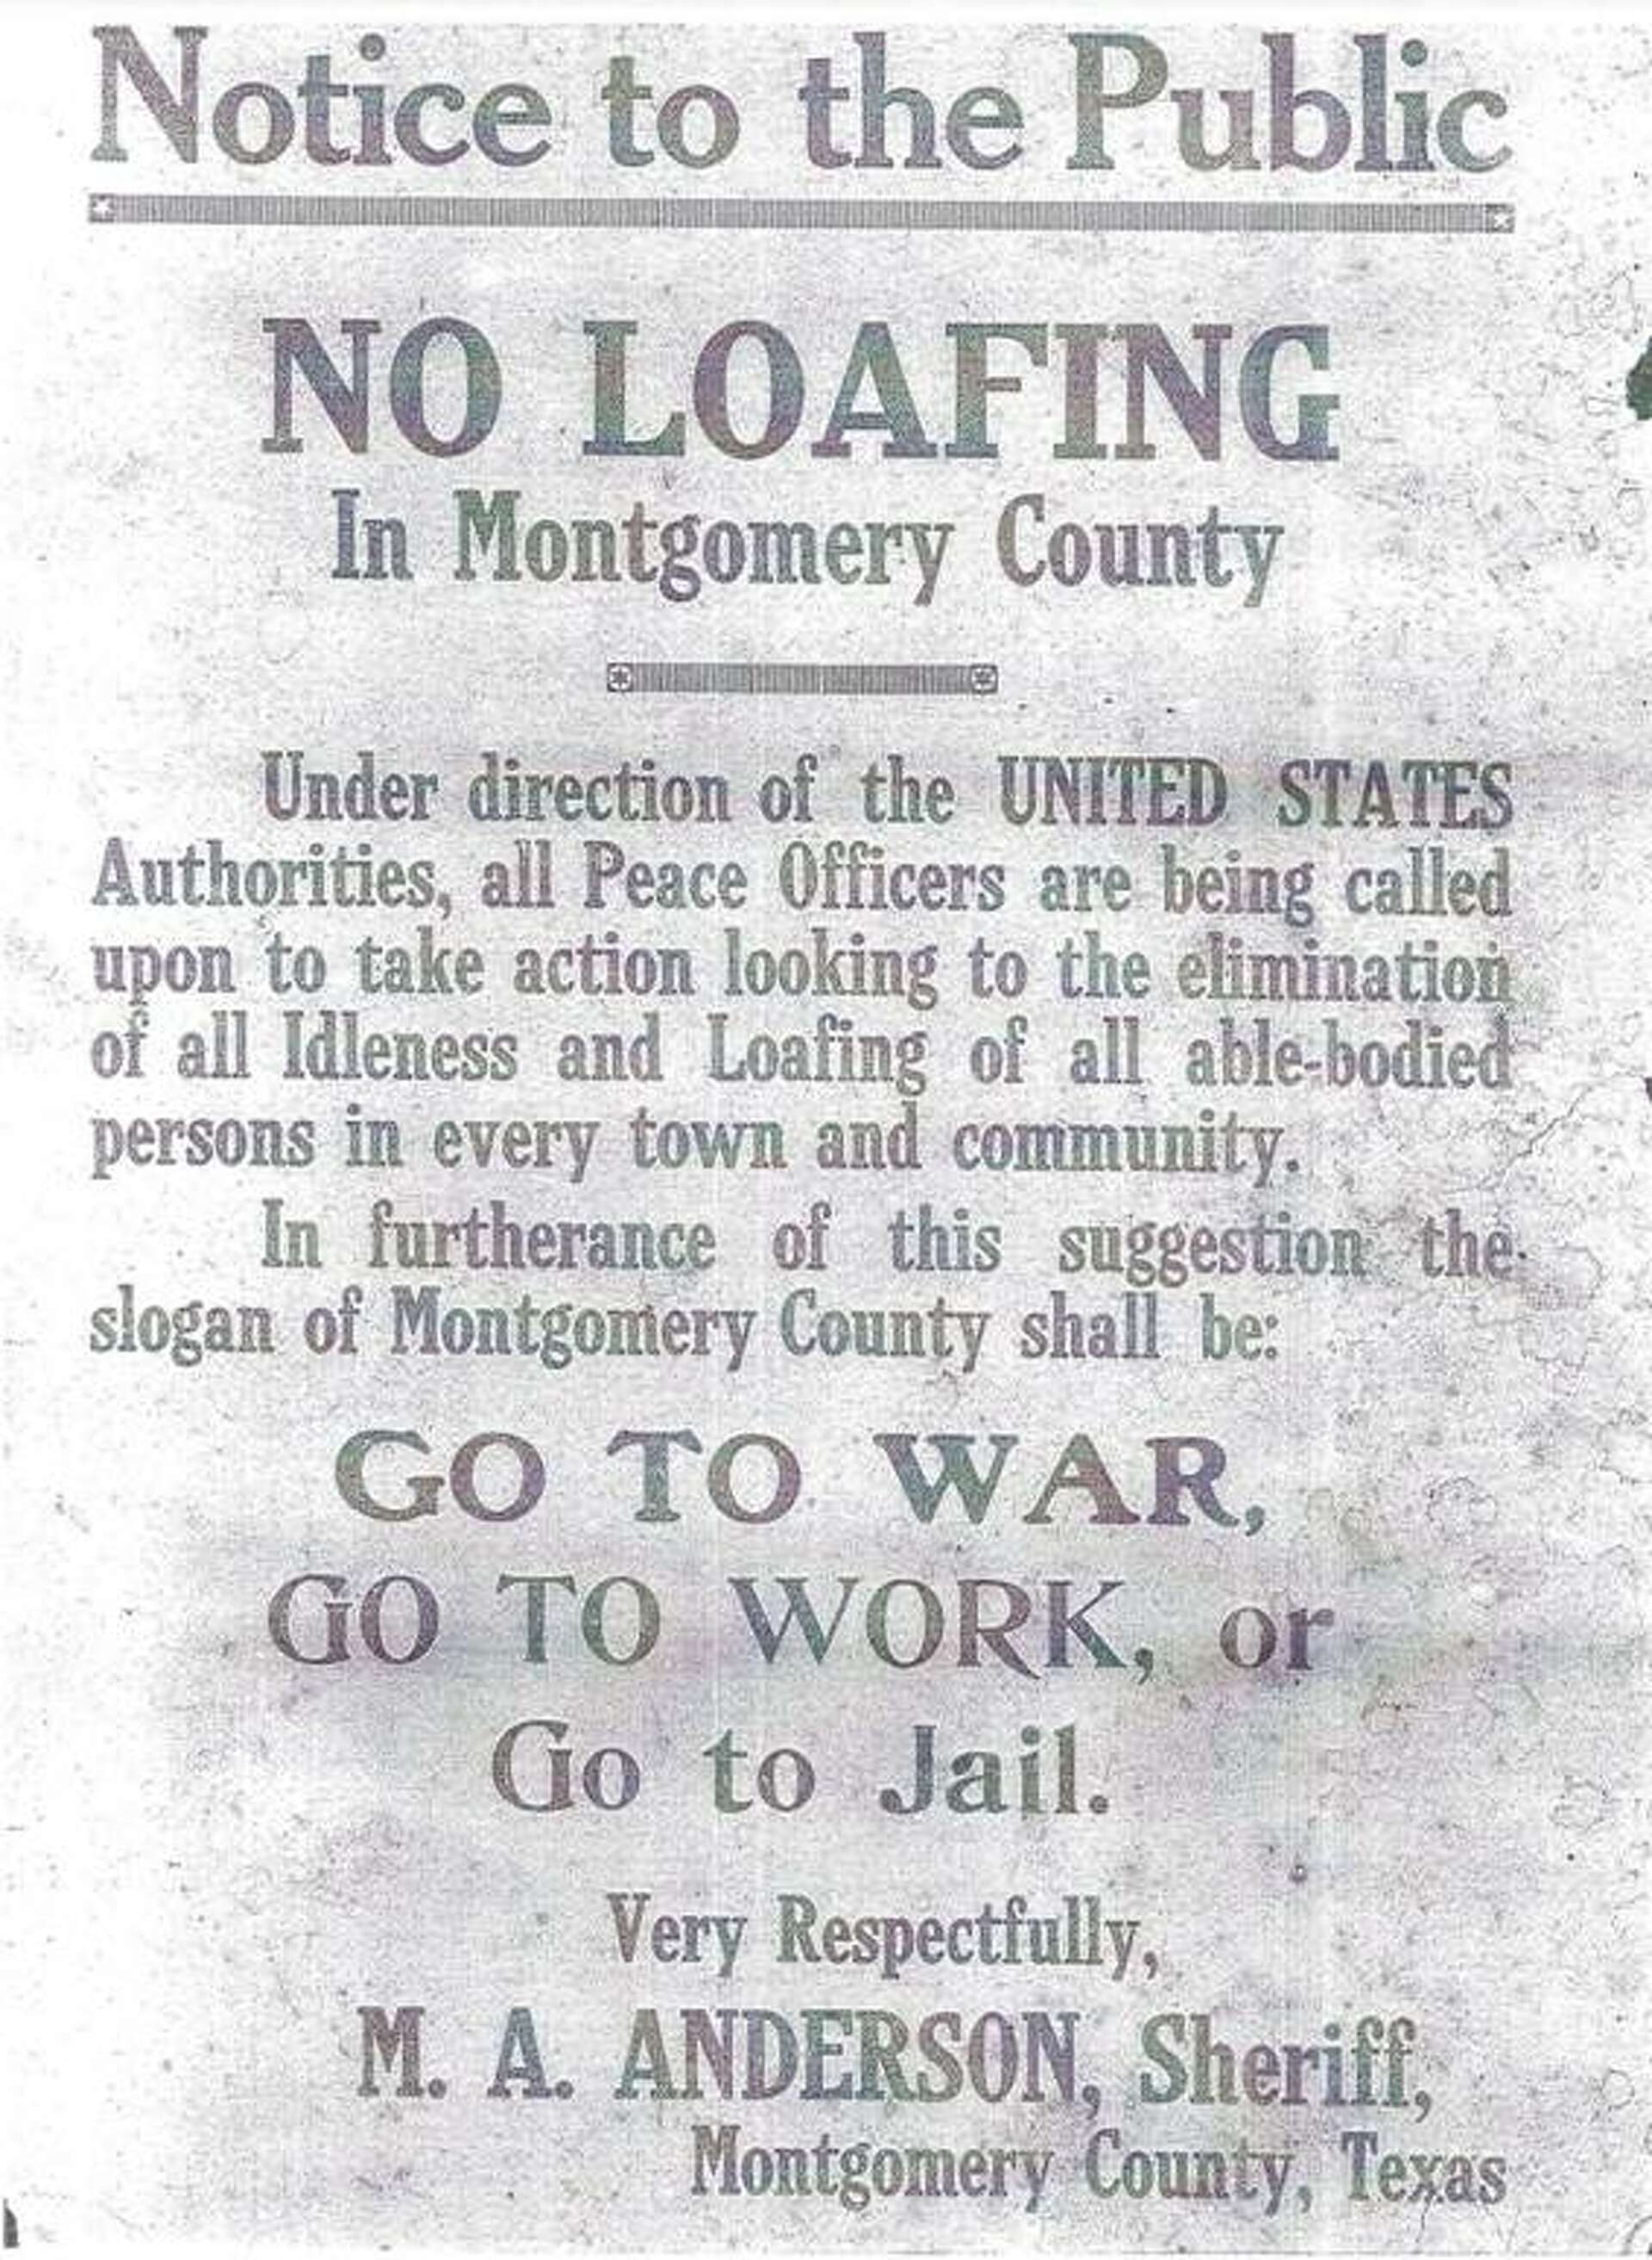 Notice to the Public
NO LOAFING
In Montgomery County
Under direction of the UNITED STATES
Authorities, all Peace Officers are being called
upon to take action looking to the elimination
of all Idleness and Loafing of all able-bodied
persons in every town and community.
In furtherance of this suggestion the
slogan of Montgomery County shall be:
GO TO WAR,
GO TO WORK, or
Go to Jail.
Very Respectfully,
M. A. ANDERSON, Sheriff,
Montgomery County, Texas